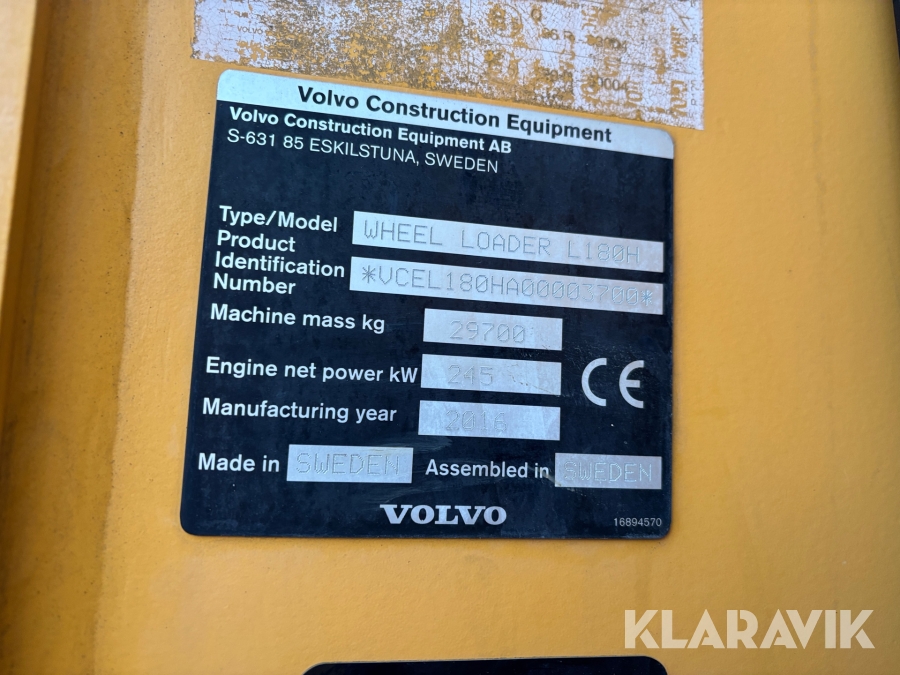 VOLVO
Volvo Construction Equipment
Volvo Construction Equipment AB
S-631 85 ESKILSTUNA, SWEDEN
Type/Model WHEEL LOADER L180H
Product
Identification
Number *VCEL180HA00003700*
Machine mass kg 29700
Engine net power kW 245
Manufacturing year
Made in SWEDEN Assembled in SWEDEN
CE
VOLVO 16894570
KLARAVIK